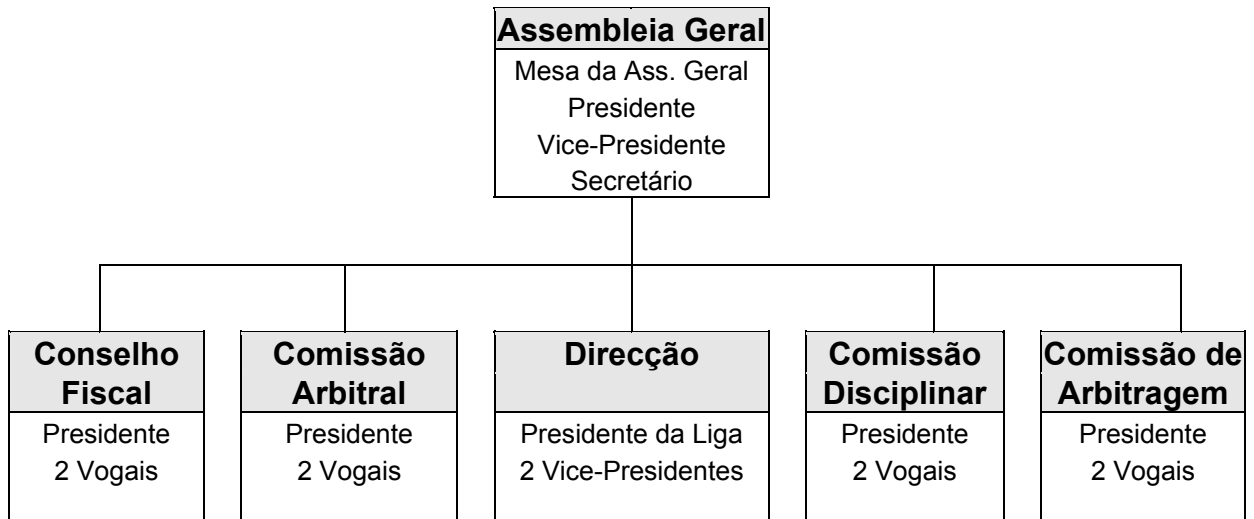 Assembleia Geral
Mesa da Ass. Geral
Presidente
Vice-Presidente
Secretário
Conselho
Fiscal
Presidente
2 Vogais
Comissão
Arbitral
Presidente
2 Vogais
Direcção
Presidente da Liga
2 Vice-Presidentes
Comissão
Disciplinar
Presidente
2 Vogais
Comissão de
Arbitragem
Presidente
2 Vogais